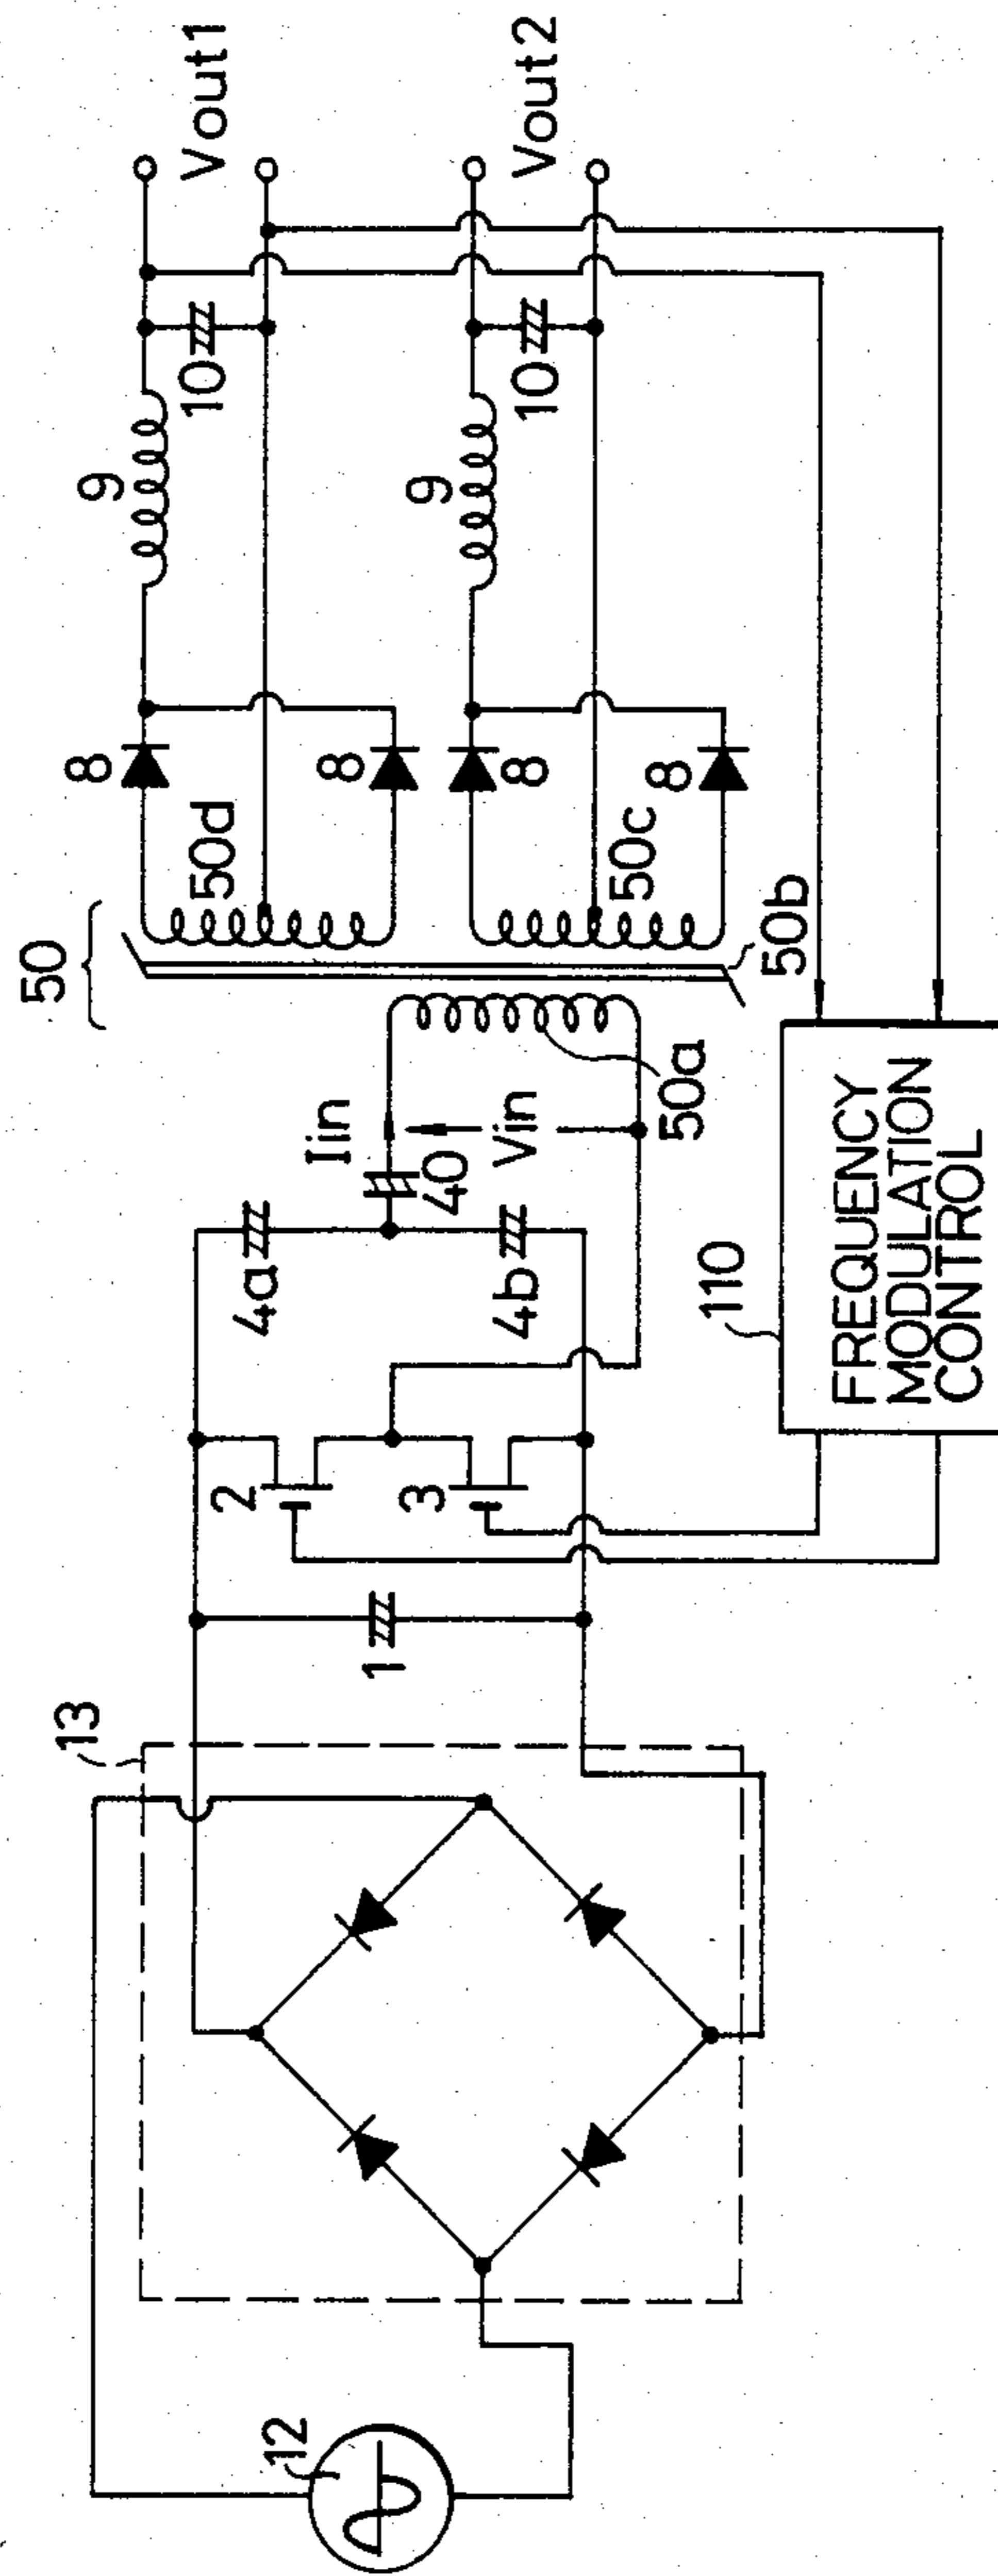 50
8
50d
9
10
Vout1
8
8
50c
8
9
10
Vout2
50b
Iin
40
Vin
50a
4a
4b
2
3
1
13
12
110
FREQUENCY
MODULATION
CONTROL